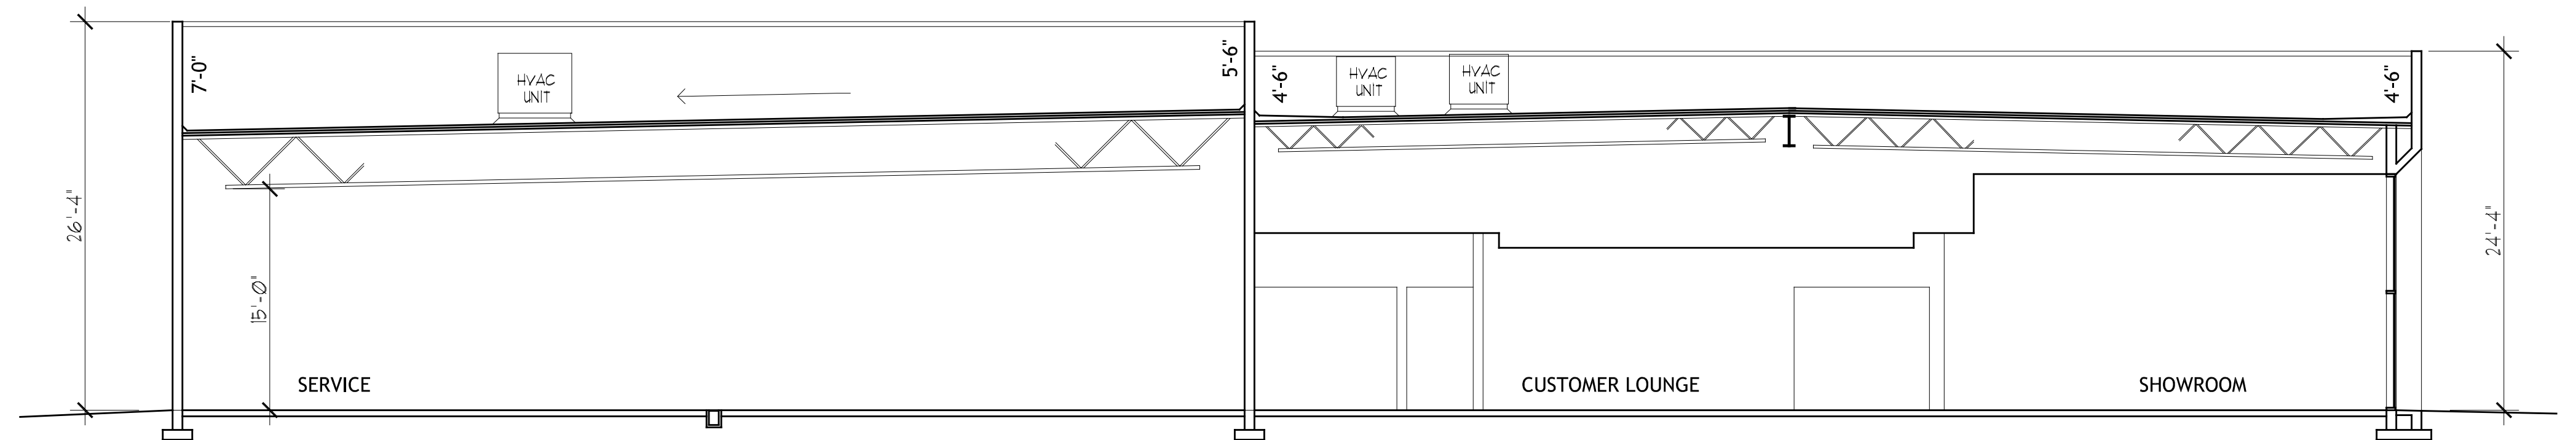 7'-0"
HVAC
UNIT
5'-6"
4'-6"
HVAC
UNIT
HVAC
UNIT
4'-6"
26'-4"
15'-0"
24'-4"
SERVICE
CUSTOMER LOUNGE
SHOWROOM